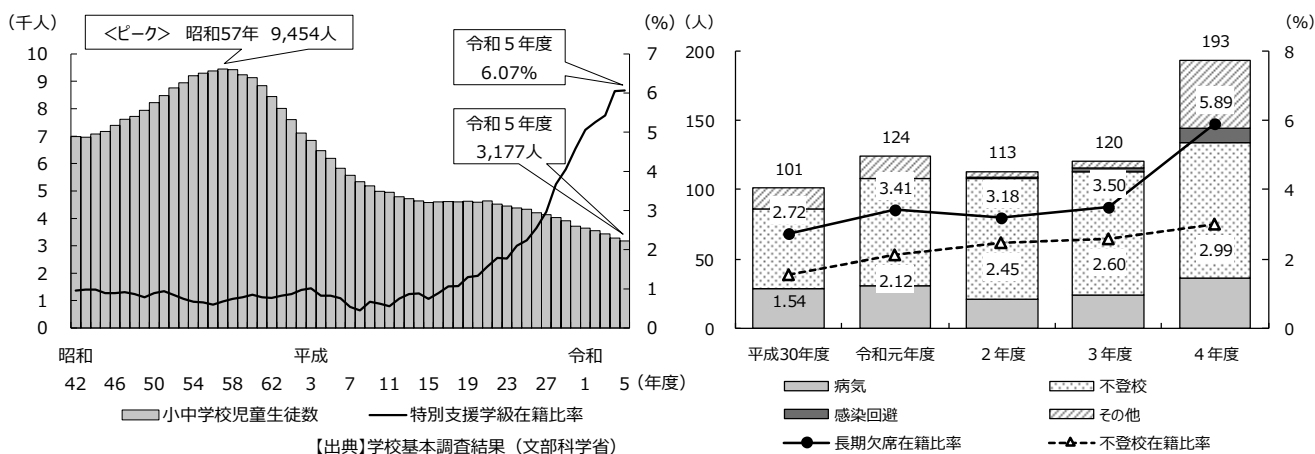 (千人)
(%)
10
9
8
7
6
5
4
3
2
1
0
7
6
5
4
3
2
1
0
<ピーク> 昭和57年 9,454人
令和5年度
6.07%
令和5年度
3,177人
昭和 平成 令和
42 46 50 54 58 62 3 7 11 15 19 23 27 1 5 (年度)
小中学校児童生徒数 特別支援学級在籍比率
【出典】学校基本調査結果(文部科学省)
(人)
(%)
200
150
100
50
0
8
6
4
2
0
101 124 113 120 193
2.72 3.41 3.18 3.50 5.89
1.54 2.12 2.45 2.60 2.99
平成30年度 令和元年度 2年度 3年度 4年度
病気 不登校
感染回避 その他
長期欠席在籍比率 不登校在籍比率